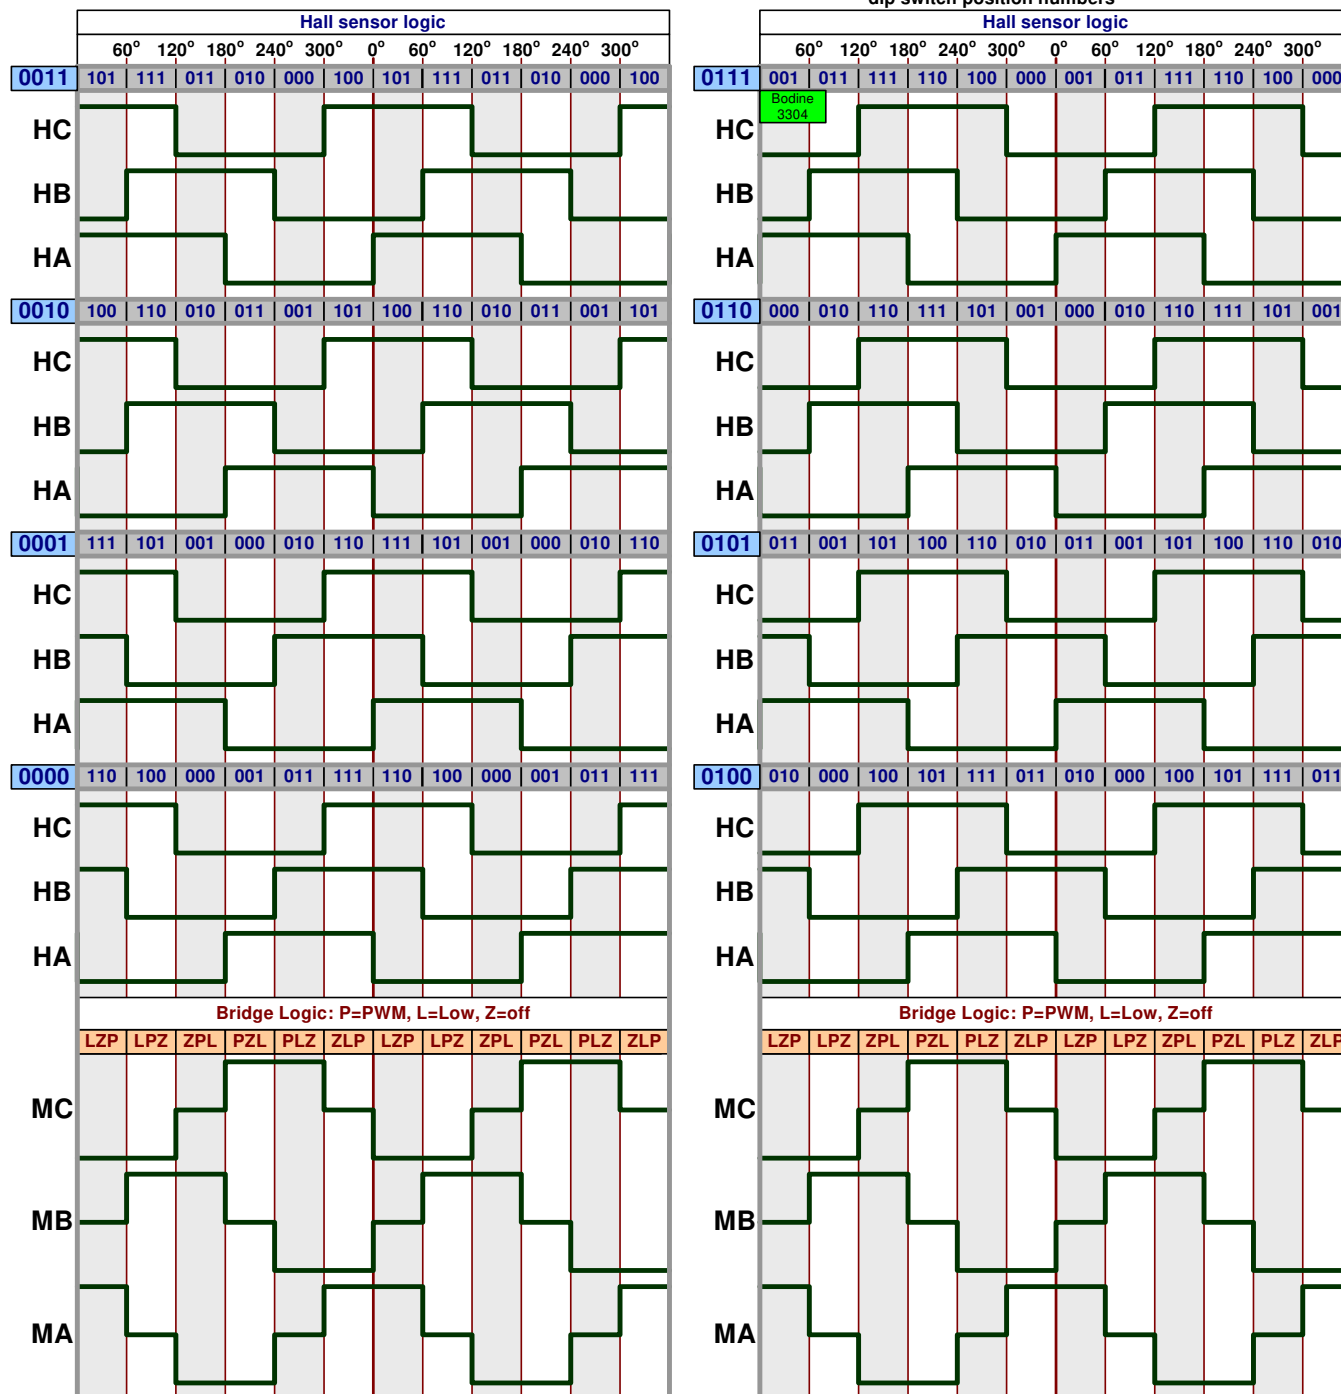 dip switch position numbers
Hall sensor logic
60° 120° 180° 240° 300° 0° 60° 120° 180° 240° 300°
0011 101 111 011 010 000 100 101 111 011 010 000 100
HC
HB
HA
0010 100 110 010 011 001 101 100 110 010 011 001 101
HC
HB
HA
0001 111 101 001 000 010 110 111 101 001 000 010 110
HC
HB
HA
0000 110 100 000 001 011 111 110 100 000 001 011 111
HC
HB
HA
Bridge Logic: P=PWM, L=Low, Z=off
LZP LPZ ZPL PZL PLZ ZLP LZP LPZ ZPL PZL PLZ ZLP
MC
MB
MA
Hall sensor logic
60° 120° 180° 240° 300° 0° 60° 120° 180° 240° 300°
0111 001 011 111 110 100 000 001 011 111 110 100 000
Bodine
3304
HC
HB
HA
0110 000 010 110 111 101 001 000 010 110 111 101 001
HC
HB
HA
0101 011 001 101 100 110 010 011 001 101 100 110 010
HC
HB
HA
0100 010 000 100 101 111 011 010 000 100 101 111 011
HC
HB
HA
Bridge Logic: P=PWM, L=Low, Z=off
LZP LPZ ZPL PZL PLZ ZLP LZP LPZ ZPL PZL PLZ ZLP
MC
MB
MA